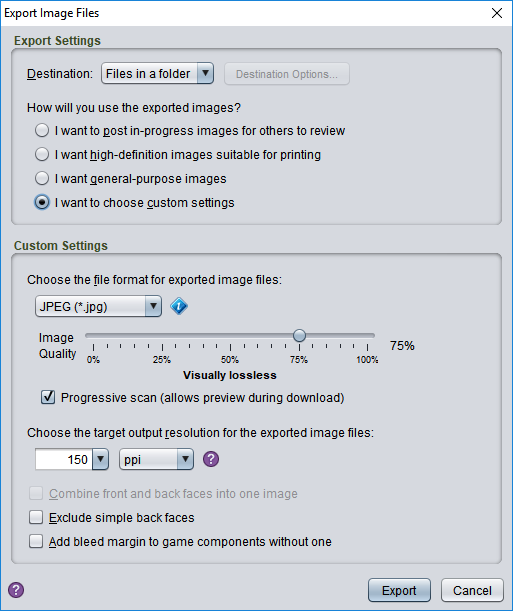 Export Image Files
Export Settings
Destination: Files in a folder Destination Options...
How will you use the exported images?
I want to post in-progress images for others to review
I want high-definition images suitable for printing
I want general-purpose images
I want to choose custom settings
Custom Settings
Choose the file format for exported image files:
JPEG (*.jpg) i
Image
Quality
75%
0% 25% 50% 75% 100%
Visually lossless
Progressive scan (allows preview during download)
Choose the target output resolution for the exported image files:
150 ppi ?
Combine front and back faces into one image
Exclude simple back faces
Add bleed margin to game components without one
? Export Cancel